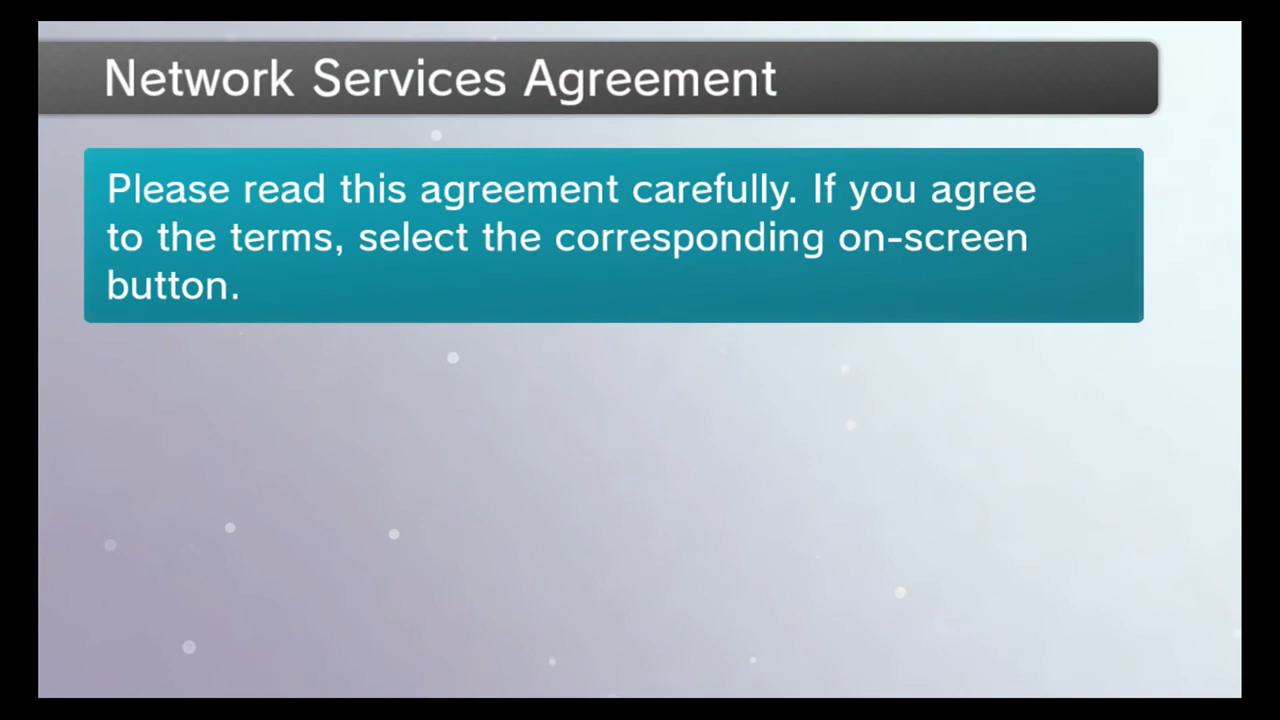 Network Services Agreement
Please read this agreement carefully. If you agree
to the terms, select the corresponding on-screen
button.